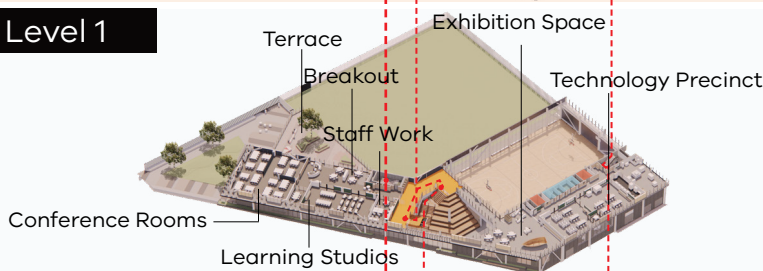 Level 1
Exhibition Space
Terrace
Breakout
Technology Precinct
Staff Work
Conference Rooms
Learning Studios